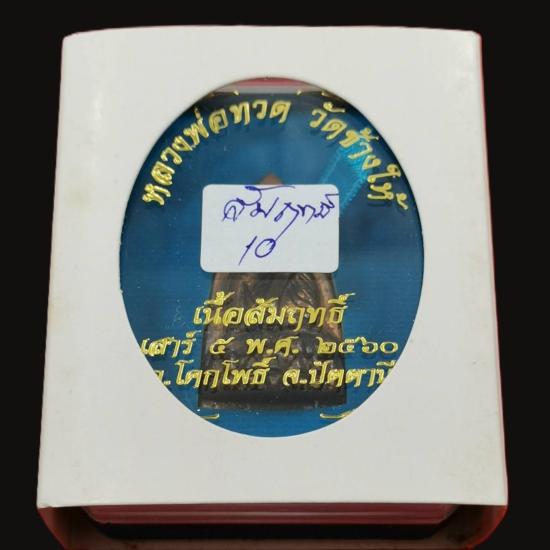 หลวงพ่อทวด วัดช้างให้
สัมฤทธิ์
10
เนื้อสัมฤทธิ์
เสาร์ ๕ พ.ศ. ๒๕๖๐
อ.โคกโพธิ์ จ.ปัตตานี